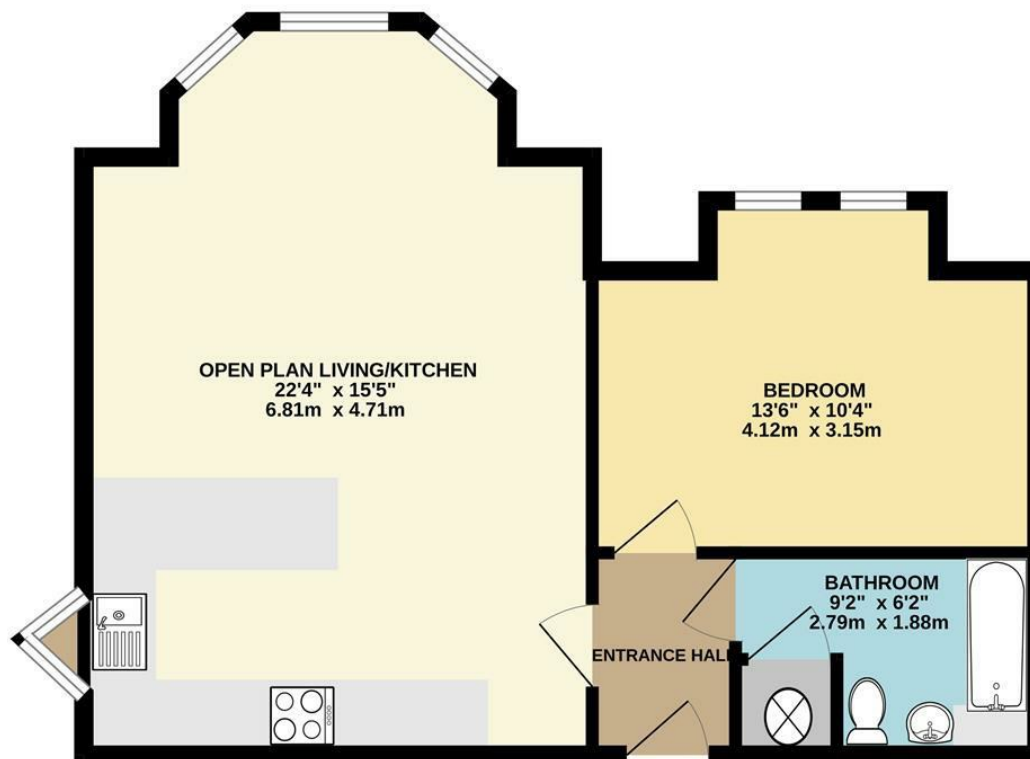 OPEN PLAN LIVING/KITCHEN
22'4" x 15'5"
6.81m x 4.71m
BEDROOM
13'6" x 10'4"
4.12m x 3.15m
BATHROOM
9'2" x 6'2"
2.79m x 1.88m
ENTRANCE HALL